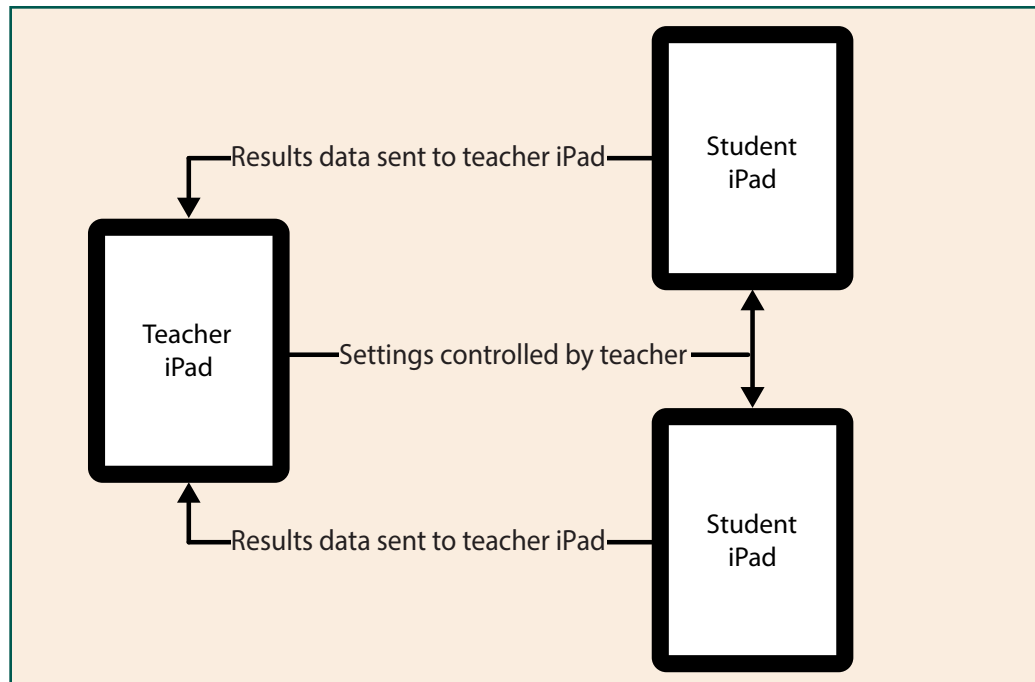 Results data sent to teacher iPad
Student
iPad
Teacher
iPad
Settings controlled by teacher
Results data sent to teacher iPad
Student
iPad